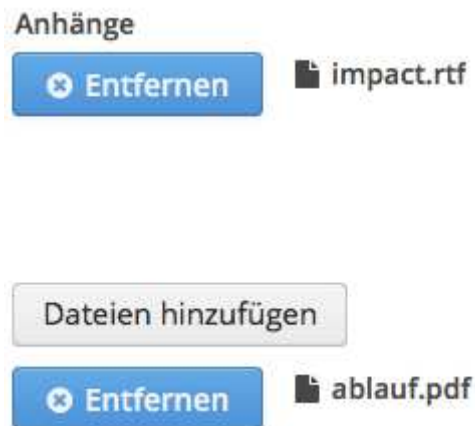 Anhänge
Entfernen impact.rtf
Dateien hinzufügen
Entfernen ablauf.pdf